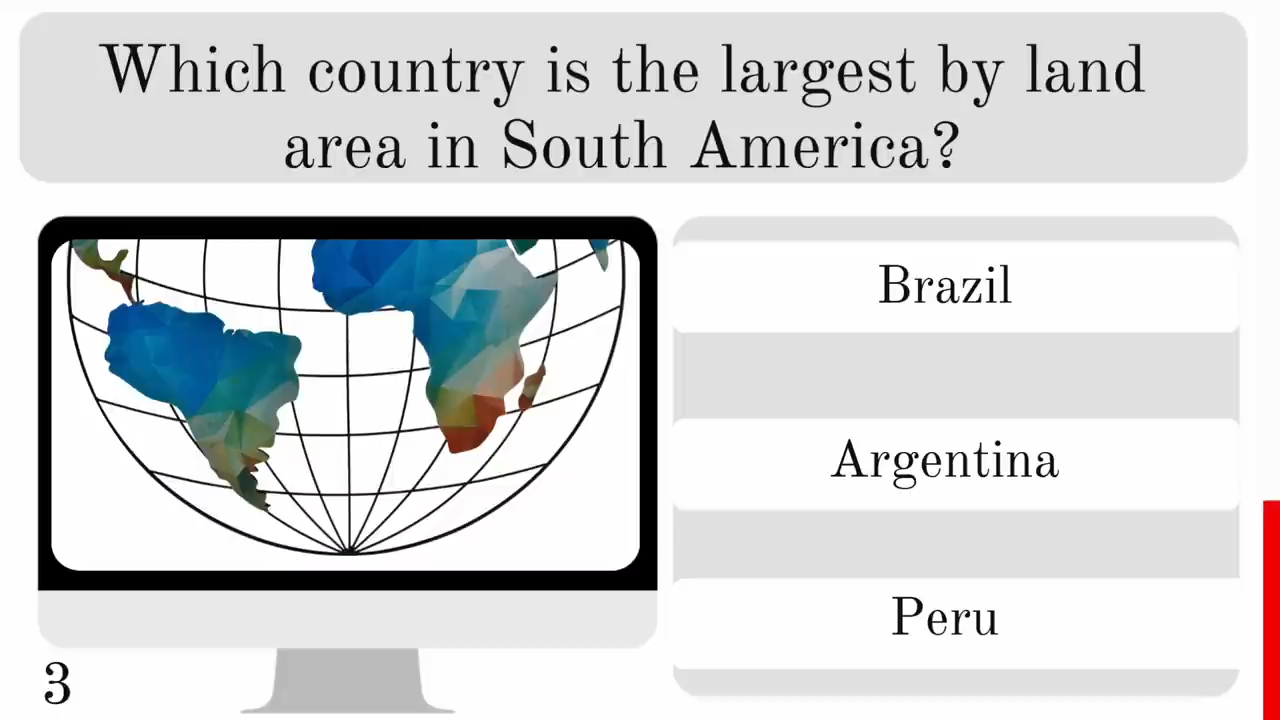 Which country is the largest by land
area in South America?
Brazil
Argentina
Peru
3